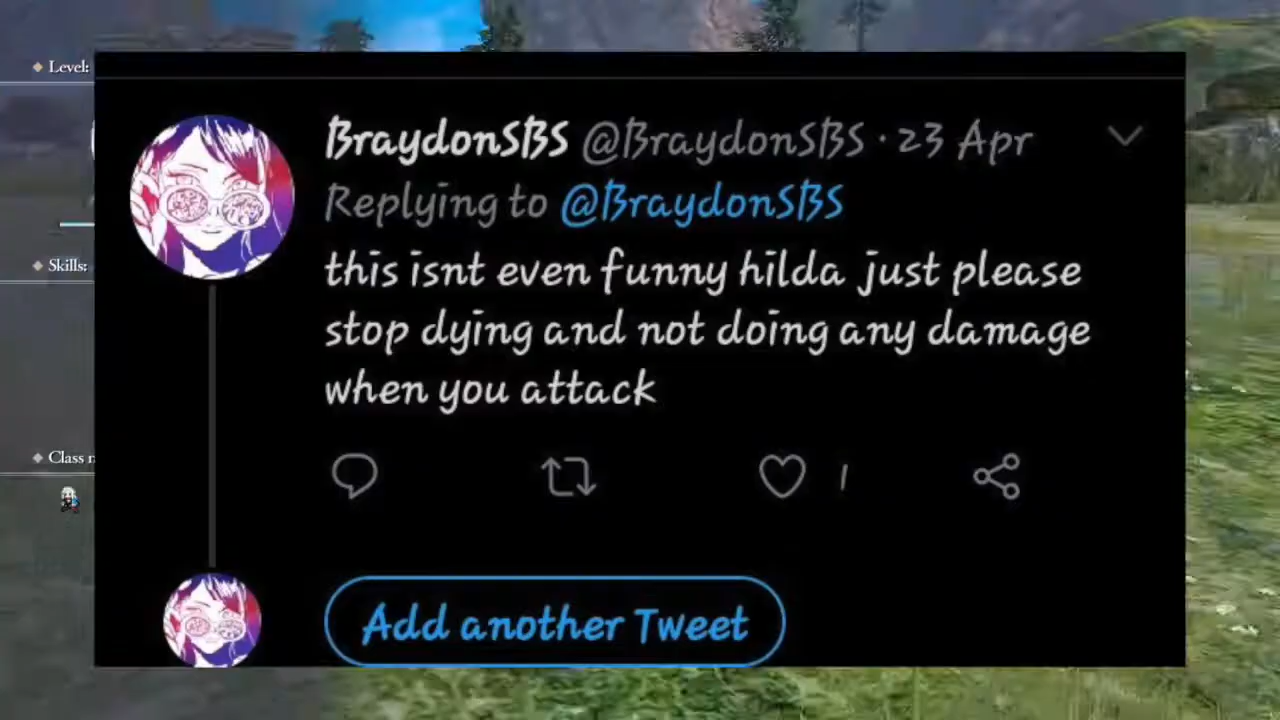 Level:
BraydonSBS @BraydonSBS · 23 Apr
Replying to @BraydonSBS
this isnt even funny hilda just please
Skills:
stop dying and not doing any damage
when you attack
Class
1
Add another Tweet